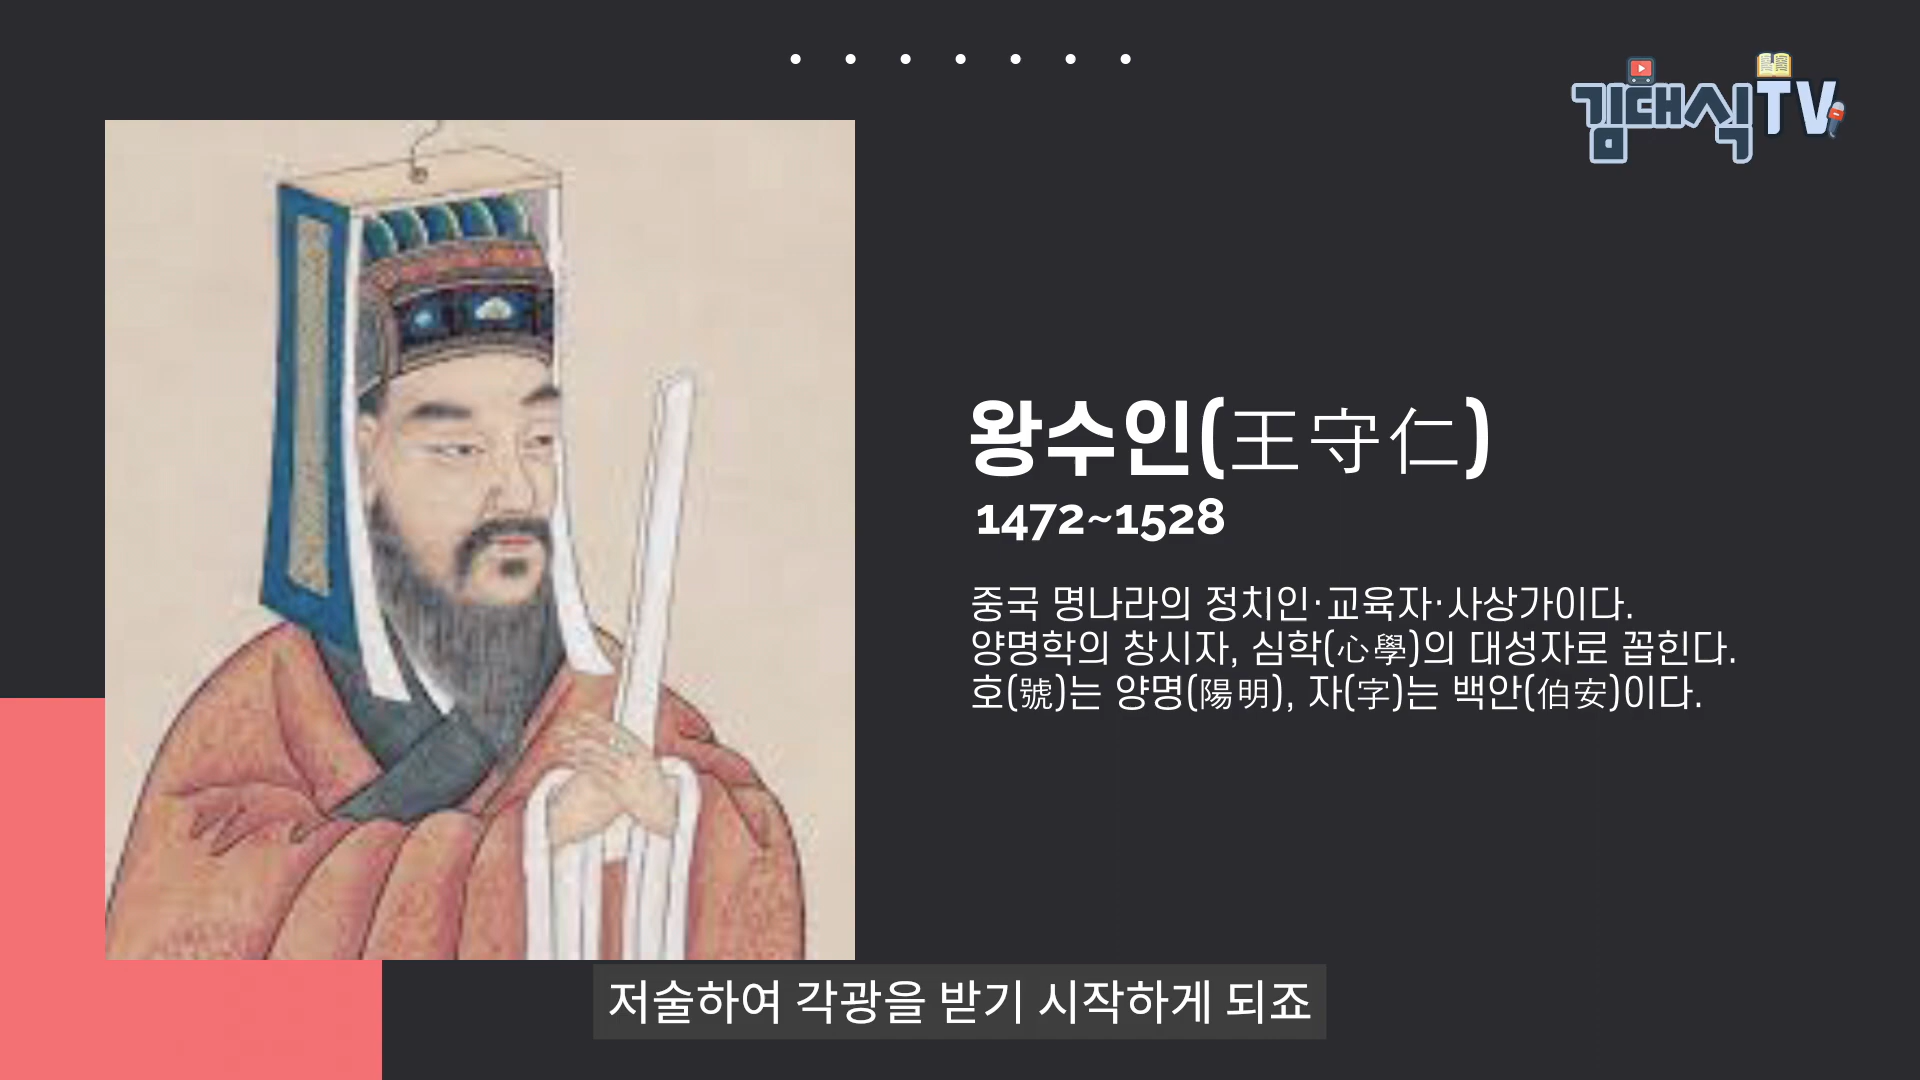 김대식TV
왕수인(王守仁)
1472~1528
중국 명나라의 정치인·교육자·사상가이다.
양명학의 창시자, 심학(心學)의 대성자로 꼽힌다.
호(號)는 양명(陽明), 자(字)는 백안(伯安)이다.
저술하여 각광을 받기 시작하게 되죠